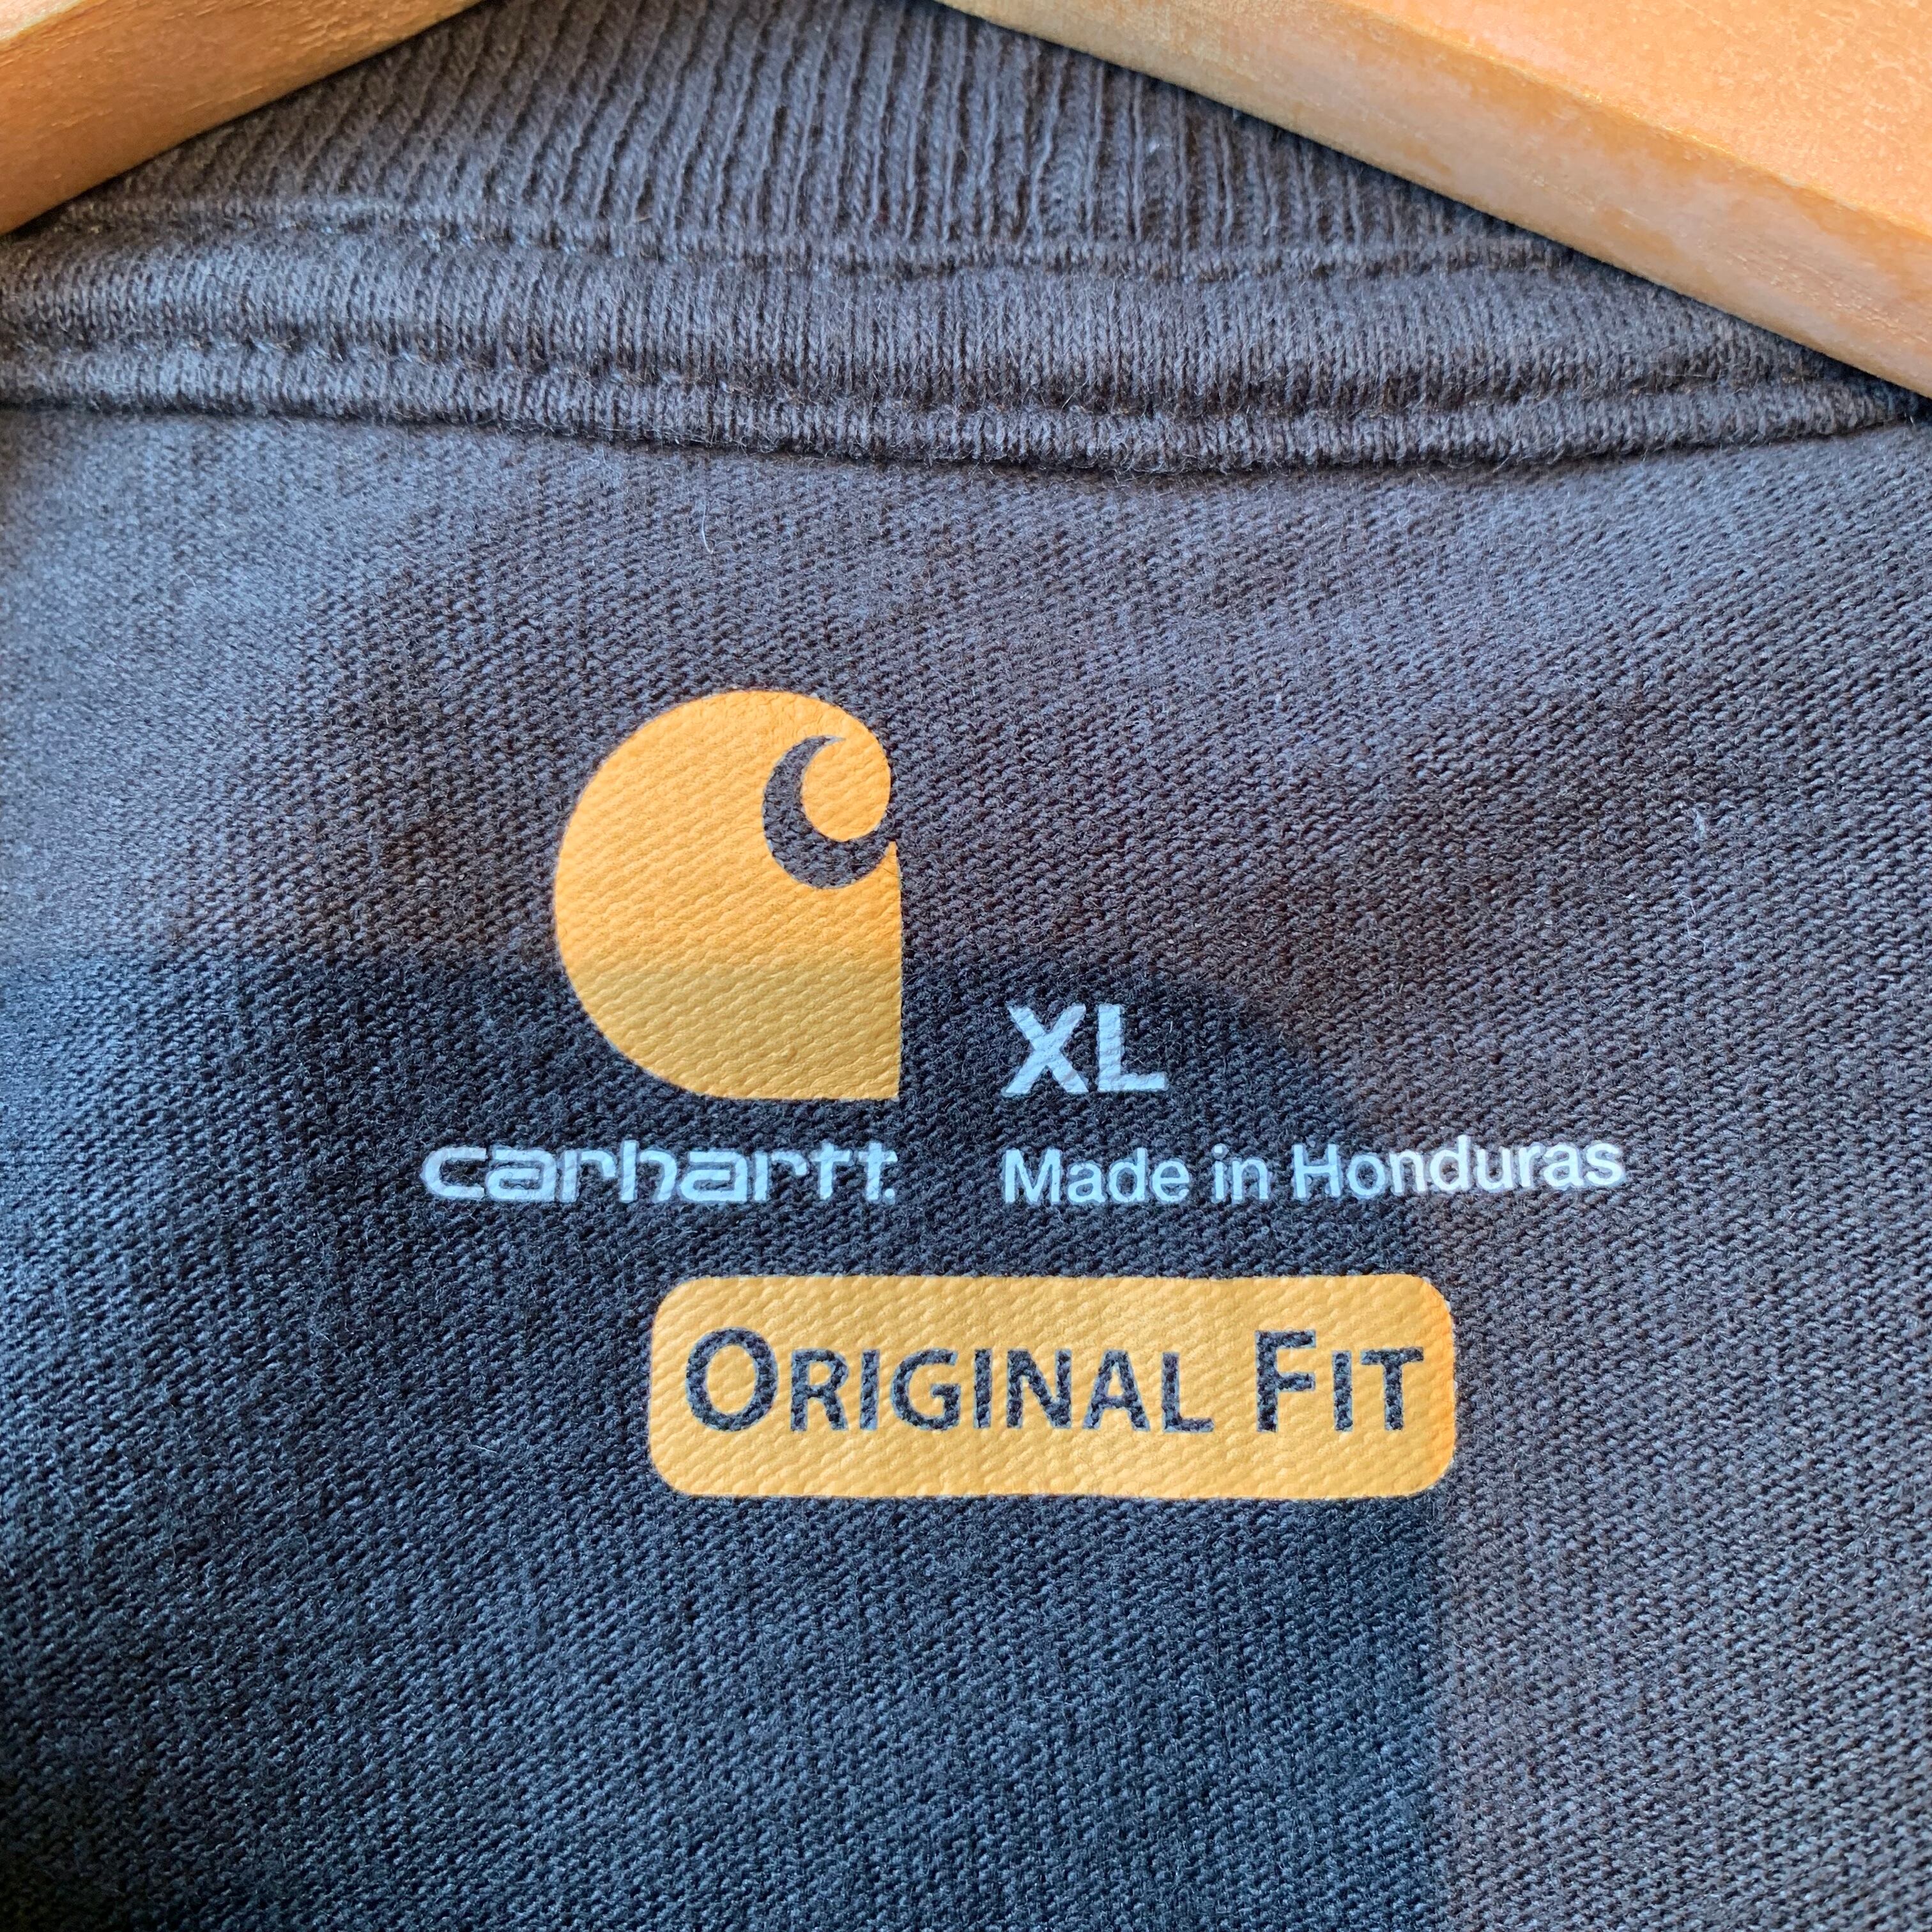 XL
carhartt.
Made in Honduras
ORIGINAL FIT